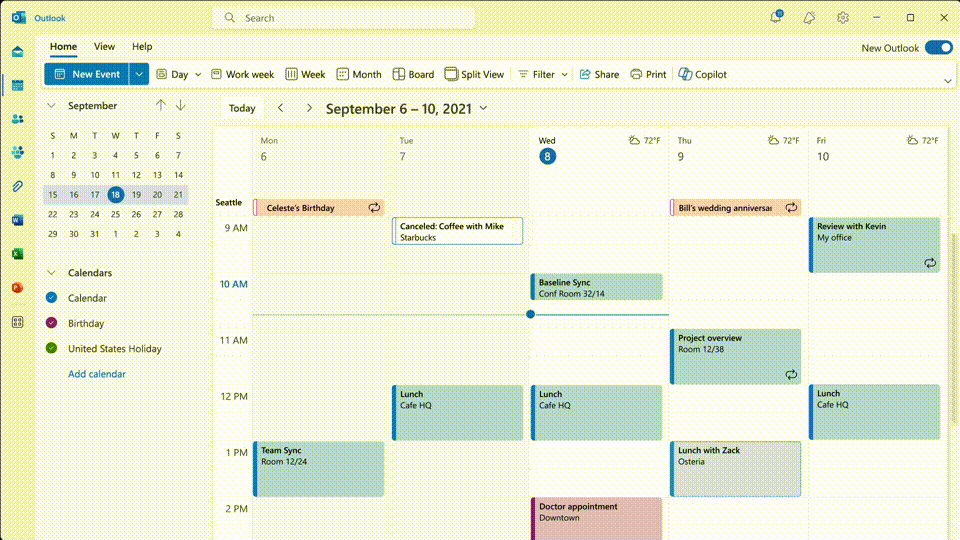 Outlook
Search
Home View Help
New Outlook
New Event Day Work week Week Month Board Split View Filter Share Print Copilot
September
S M T W T F S
1 2 3 4 5 6 7
8 9 10 11 12 13 14
15 16 17 18 19 20 21
22 23 24 25 26 27 28
29 30 31 1 2 3 4
Calendars
Calendar
Birthday
United States Holiday
Add calendar
Today September 6 – 10, 2021
Mon
6
Tue
7
Wed 72°F
8
Thu 72°F
9
Fri 72°F
10
Seattle
Celeste’s Birthday
Bill’s wedding anniversar
9 AM
Canceled: Coffee with Mike
Starbucks
Review with Kevin
My office
10 AM
Baseline Sync
Conf Room 32/14
11 AM
Project overview
Room 12/38
12 PM
Lunch
Cafe HQ
Lunch
Cafe HQ
Lunch
Cafe HQ
1 PM
Team Sync
Room 12/24
Lunch with Zack
Osteria
2 PM
Doctor appointment
Downtown